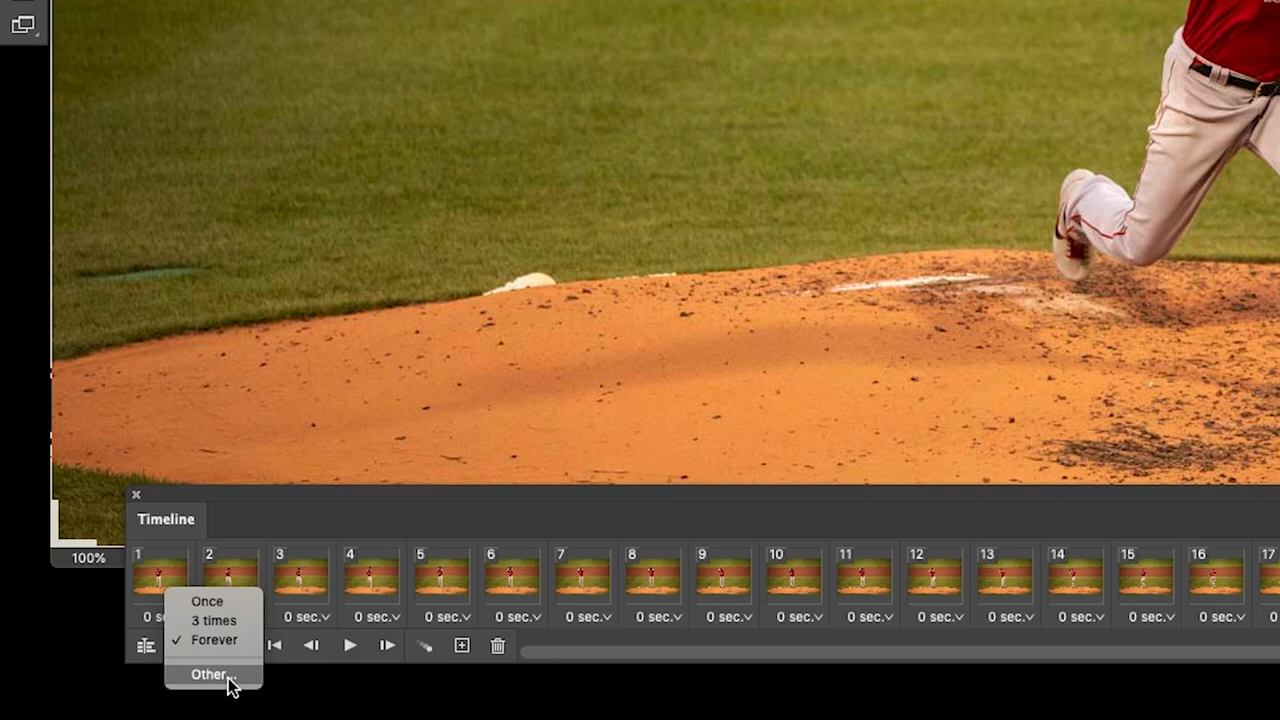 Timeline
100%
1 2 3 4 5 6 7 8 9 10 11 12 13 14 15 16 17
0 s 0 sec. 0 sec. 0 sec. 0 sec. 0 sec. 0 sec. 0 sec. 0 sec. 0 sec. 0 sec. 0 sec. 0 sec. 0 sec. 0 sec. 0
Once
3 times
Forever
Other...